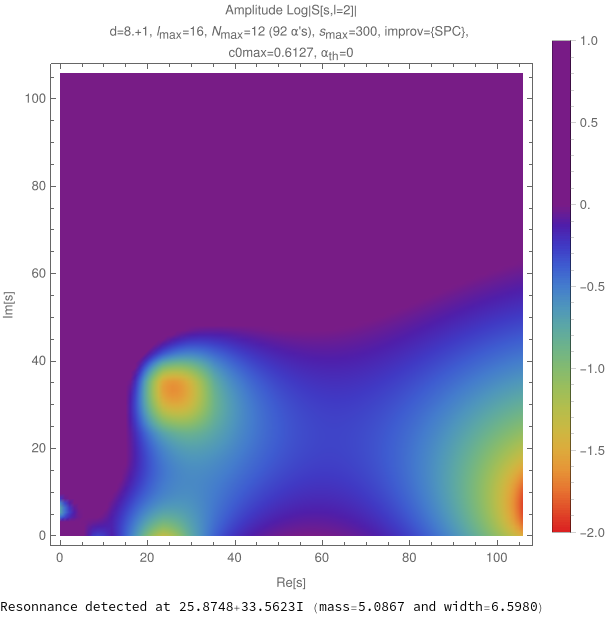 Amplitude Log|S[s,l=2]|
d=8.+1, lmax=16, Nmax=12 (92 α's), smax=300, improv={SPC},
c0max=0.6127, αth=0
1.0
0.5
0.
-0.5
-1.0
-1.5
-2.0
100
80
60
40
20
0
Im[s]
0 20 40 60 80 100
Re[s]
Resonnance detected at 25.8748+33.5623I (mass=5.0867 and width=6.5980)